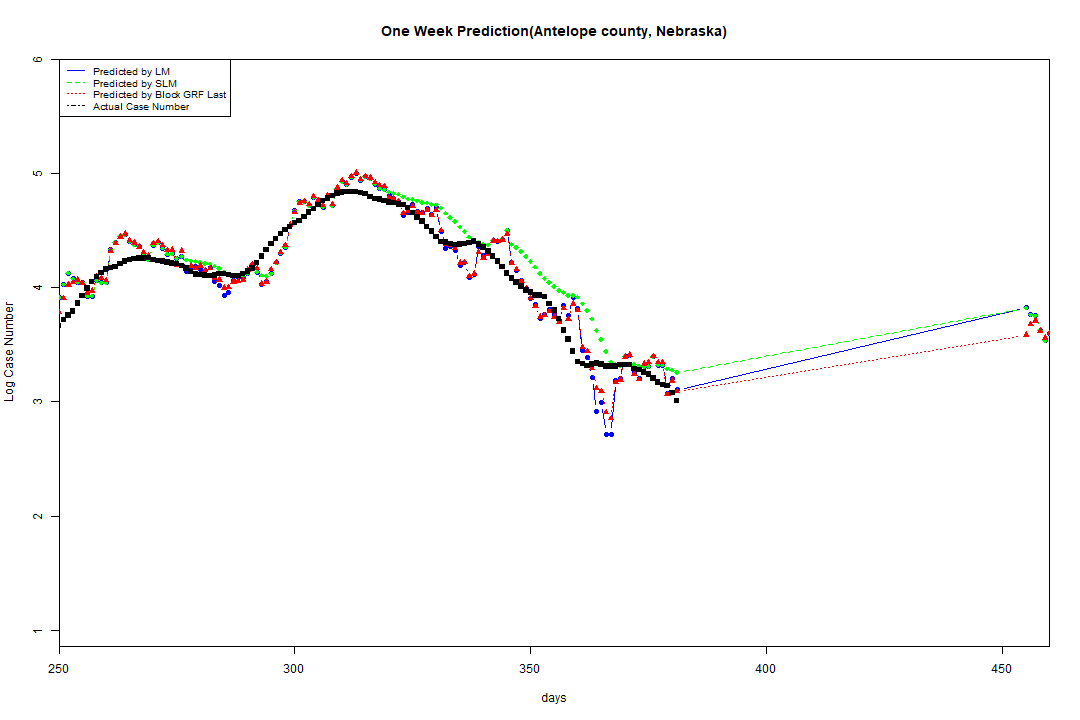 One Week Prediction(Antelope county, Nebraska)
6
Predicted by LM
Predicted by SLM
Predicted by Block GRF Last
Actual Case Number
5
4
3
2
1
Log Case Number
250 300 350 400 450
days